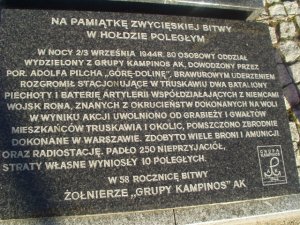 NA PAMIĄTKĘ ZWYCIĘSKIEJ BITWY
W HOŁDZIE POLEGŁYM
W NOCY 2/3 WRZEŚNIA 1944R. 80 OSOBOWY ODDZIAŁ
WYDZIELONY Z GRUPY KAMPINOS AK, DOWODZONY PRZEZ
POR. ADOLFA PILCHA „GÓRĘ-DOLINĘ”, BRAWUROWYM UDERZENIEM
ROZGROMIŁ STACJONUJĄCE W TRUSKAWIU DWA BATALIONY
PIECHOTY I BATERIE ARTYLERII WSPÓŁDZIAŁAJĄCYCH Z NIEMCAMI
WOJSK RONA, ZNANYCH Z OKRUCIEŃSTW DOKONANYCH NA WOLI
W WYNIKU AKCJI UWOLNIONO OD GRABIEŻY I GWAŁTÓW
MIESZKAŃCÓW TRUSKAWIA I OKOLIC, POMSZCZONO ZBRODNIE
DOKONANE W WARSZAWIE. ZDOBYTO WIELE BRONI I AMUNICJI
ORAZ RADIOSTACJĘ. PADŁO 250 NIEPRZYJACIÓŁ,
STRATY WŁASNE WYNIOSŁY 10 POLEGŁYCH.
W 58 ROCZNICĘ BITWY
ŻOŁNIERZE „GRUPY KAMPINOS” AK
GRUPA
KAMPINOS